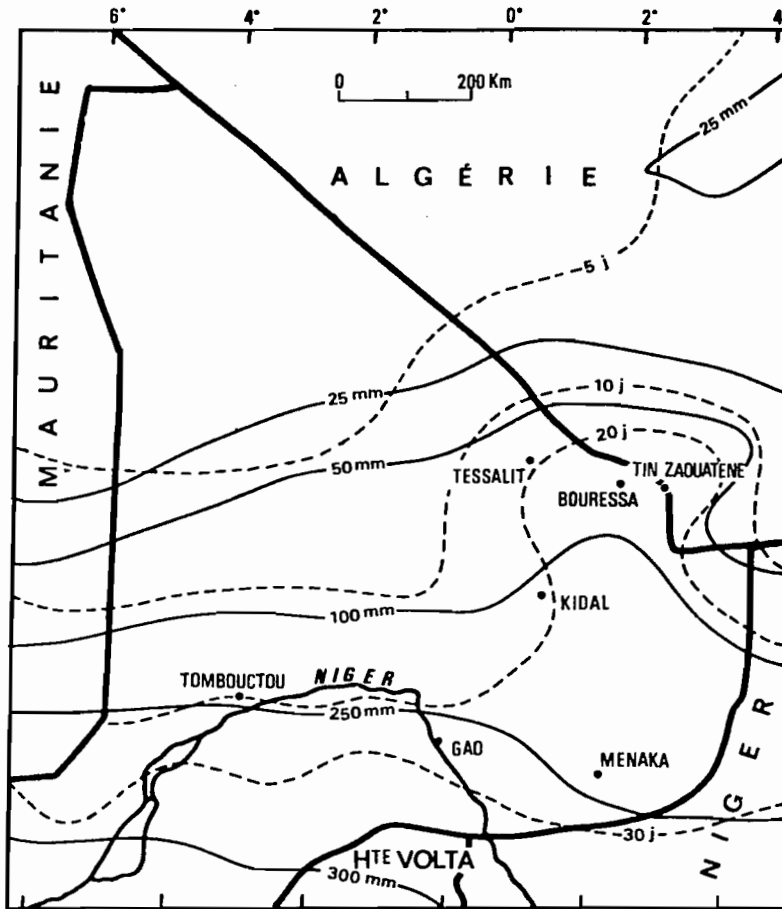 6° 4° 2° 0° 2° 4
0 200 Km
MAURITANIE
ALGÉRIE
25 mm
5 j
25 mm
10 j
20 j
50 mm
TESSALIT
TIN ZAOUATENE
BOURESSA
KIDAL
100 mm
TOMBOUCTOU
NIGER
250 mm
GAO
MENAKA
NIGER
30 j
HTE VOLTA
300 mm